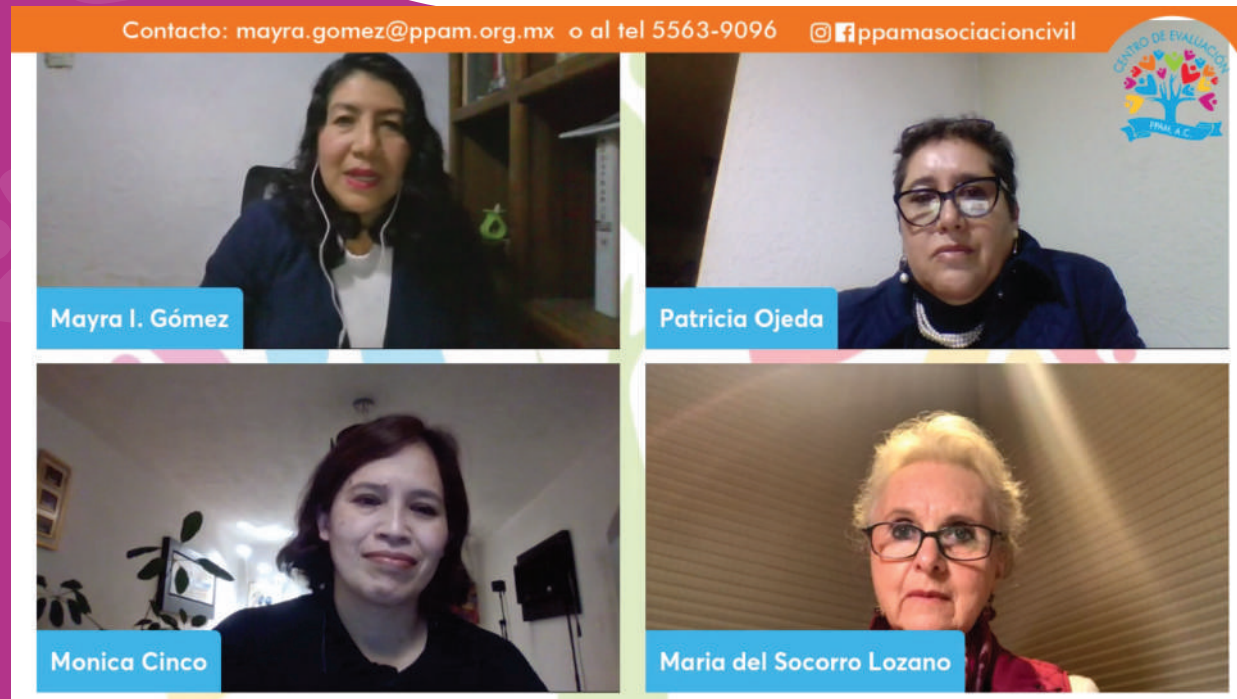 Contacto: mayra.gomez@ppam.org.mx o al tel 5563-9096 ppamasociacioncivil
CENTRO DE EVALUACIÓN
PPAM, A.C.
Mayra I. Gómez
Patricia Ojeda
Monica Cinco
Maria del Socorro Lozano